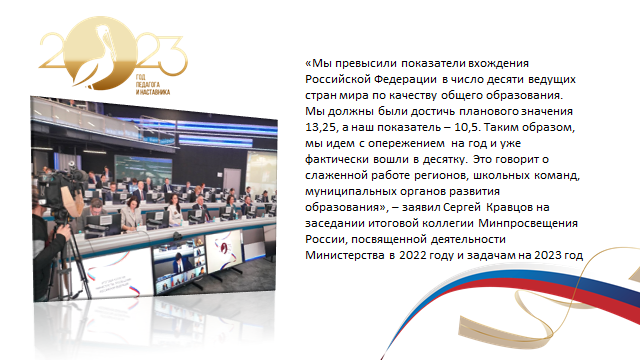 2023
ГОД
ПЕДАГОГА
И НАСТАВНИКА
«Мы превысили показатели вхождения
Российской Федерации в число десяти ведущих
стран мира по качеству общего образования.
Мы должны были достичь планового значения
13,25, а наш показатель – 10,5. Таким образом,
мы идем с опережением на год и уже
фактически вошли в десятку. Это говорит о
слаженной работе регионов, школьных команд,
муниципальных органов развития
образования», – заявил Сергей Кравцов на
заседании итоговой коллегии Минпросвещения
России, посвященной деятельности
Министерства в 2022 году и задачам на 2023 год